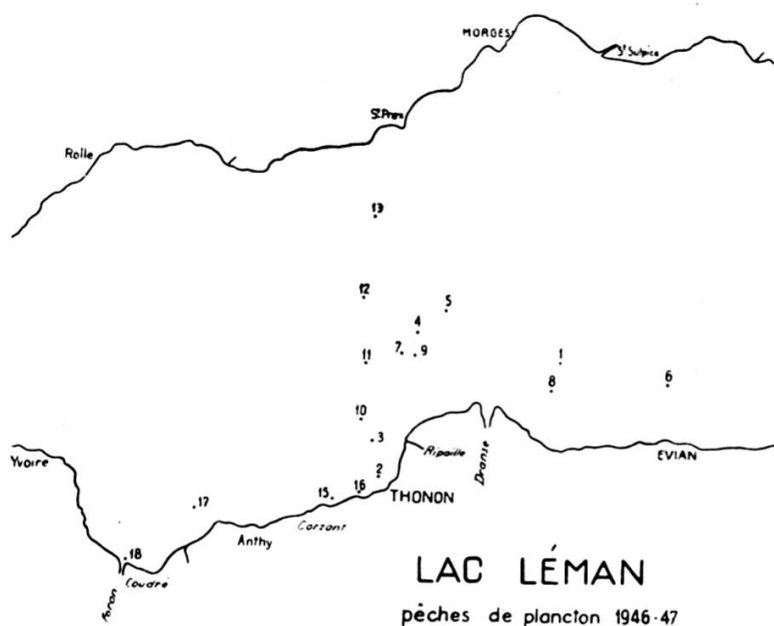 MORGES
St Sulpice
St Prex
Rolle
13
12
5
4
7
9
11
1
8
6
10
3
Ripaille
Dranse
EVIAN
Yvoire
2
16
15
THONON
17
Corzent
Anthy
18
Coudré
Foron
LAC LÉMAN
pêches de plancton 1946-47